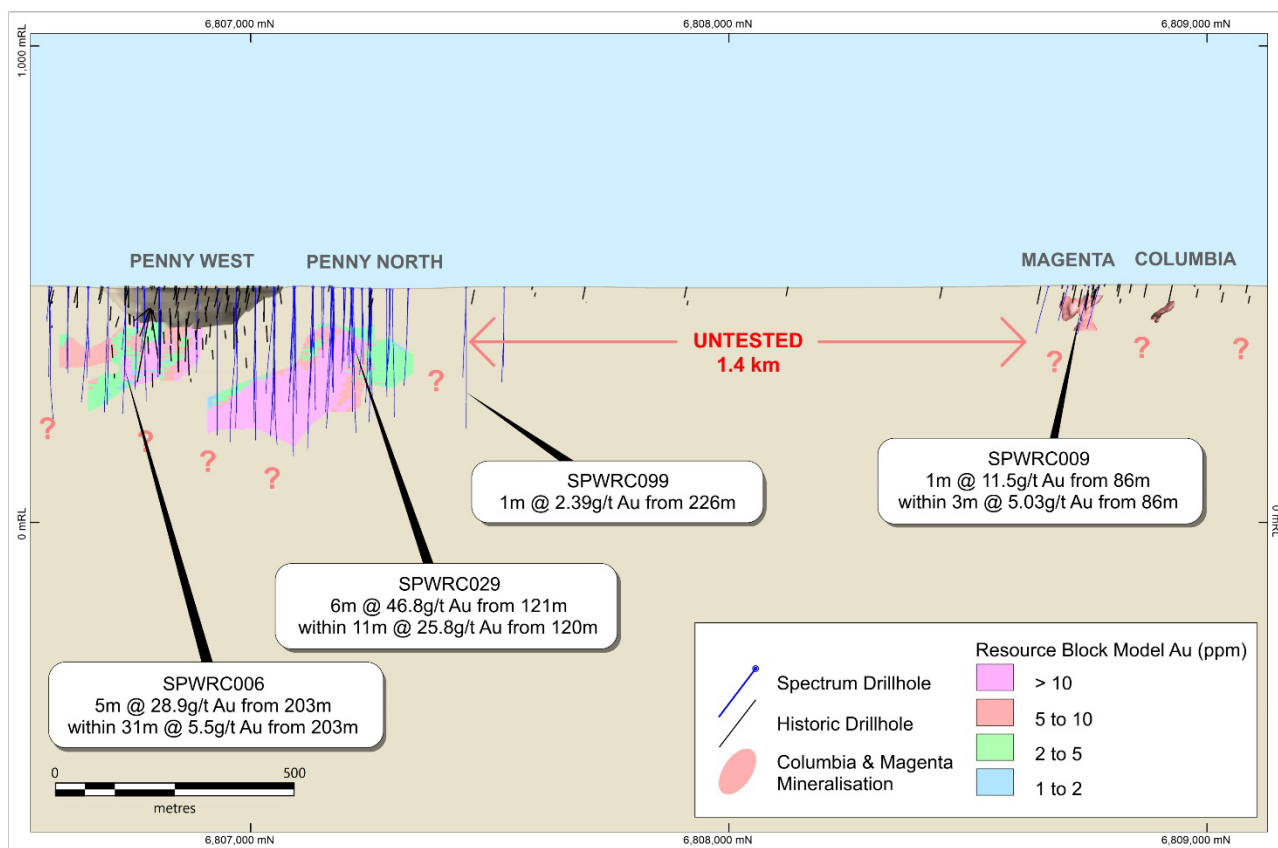 6,807,000 mN
6,808,000 mN
6,809,000 mN
1,000 mRL
PENNY WEST
PENNY NORTH
MAGENTA
COLUMBIA
UNTESTED
1.4 km
?
?
?
?
?
?
?
?
SPWRC099
1m @ 2.39g/t Au from 226m
SPWRC009
1m @ 11.5g/t Au from 86m
within 3m @ 5.03g/t Au from 86m
0 mRL
0 mRL
SPWRC029
6m @ 46.8g/t Au from 121m
within 11m @ 25.8g/t Au from 120m
SPWRC006
5m @ 28.9g/t Au from 203m
within 31m @ 5.5g/t Au from 203m
0
500
metres
Spectrum Drillhole
Historic Drillhole
Columbia & Magenta
Mineralisation
Resource Block Model Au (ppm)
> 10
5 to 10
2 to 5
1 to 2
6,807,000 mN
6,808,000 mN
6,809,000 mN